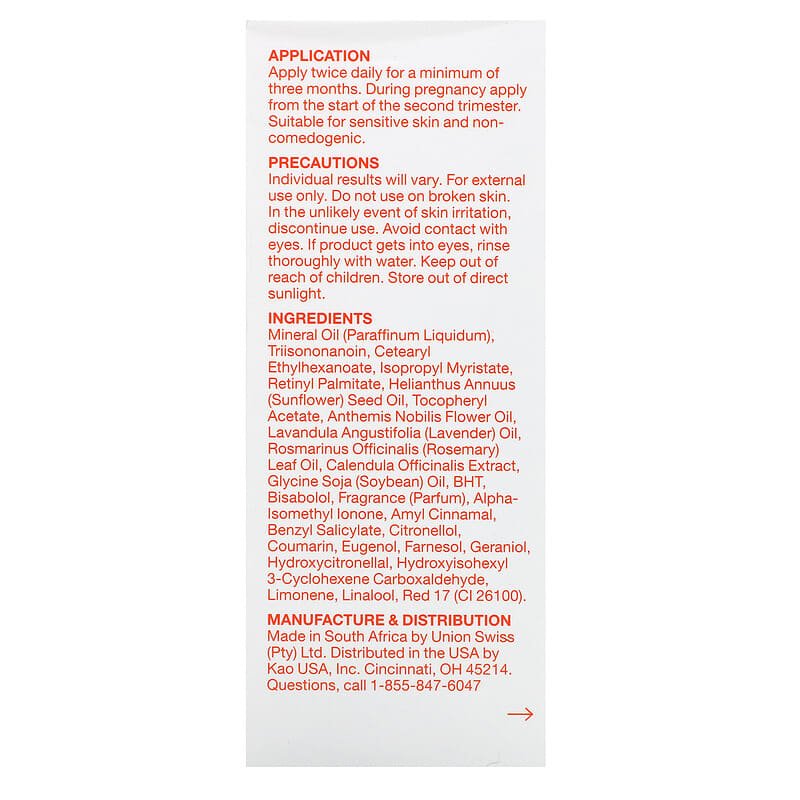 APPLICATION
Apply twice daily for a minimum of
three months. During pregnancy apply
from the start of the second trimester.
Suitable for sensitive skin and non-
comedogenic.
PRECAUTIONS
Individual results will vary. For external
use only. Do not use on broken skin.
In the unlikely event of skin irritation,
discontinue use. Avoid contact with
eyes. If product gets into eyes, rinse
thoroughly with water. Keep out of
reach of children. Store out of direct
sunlight.
INGREDIENTS
Mineral Oil (Paraffinum Liquidum),
Triisononanoin, Cetearyl
Ethylhexanoate, Isopropyl Myristate,
Retinyl Palmitate, Helianthus Annuus
(Sunflower) Seed Oil, Tocopheryl
Acetate, Anthemis Nobilis Flower Oil,
Lavandula Angustifolia (Lavender) Oil,
Rosmarinus Officinalis (Rosemary)
Leaf Oil, Calendula Officinalis Extract,
Glycine Soja (Soybean) Oil, BHT,
Bisabolol, Fragrance (Parfum), Alpha-
Isomethyl Ionone, Amyl Cinnamal,
Benzyl Salicylate, Citronellol,
Coumarin, Eugenol, Farnesol, Geraniol,
Hydroxycitronellal, Hydroxyisohexyl
3-Cyclohexene Carboxaldehyde,
Limonene, Linalool, Red 17 (CI 26100).
MANUFACTURE & DISTRIBUTION
Made in South Africa by Union Swiss
(Pty) Ltd. Distributed in the USA by
Kao USA, Inc. Cincinnati, OH 45214.
Questions, call 1-855-847-6047